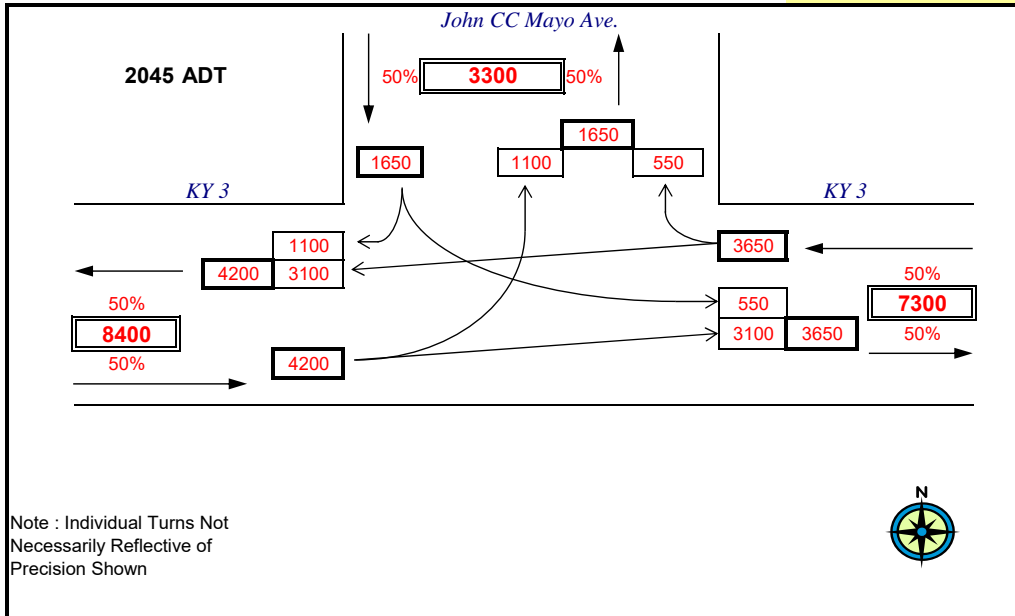 John CC Mayo Ave.
2045 ADT
50% 3300 50%
1650
1650 1100 550
KY 3 KY 3
1100 3650
4200 3100
50% 50%
550 7300
8400 3100 3650 50%
50% 4200
N
Note : Individual Turns Not
Necessarily Reflective of
Precision Shown